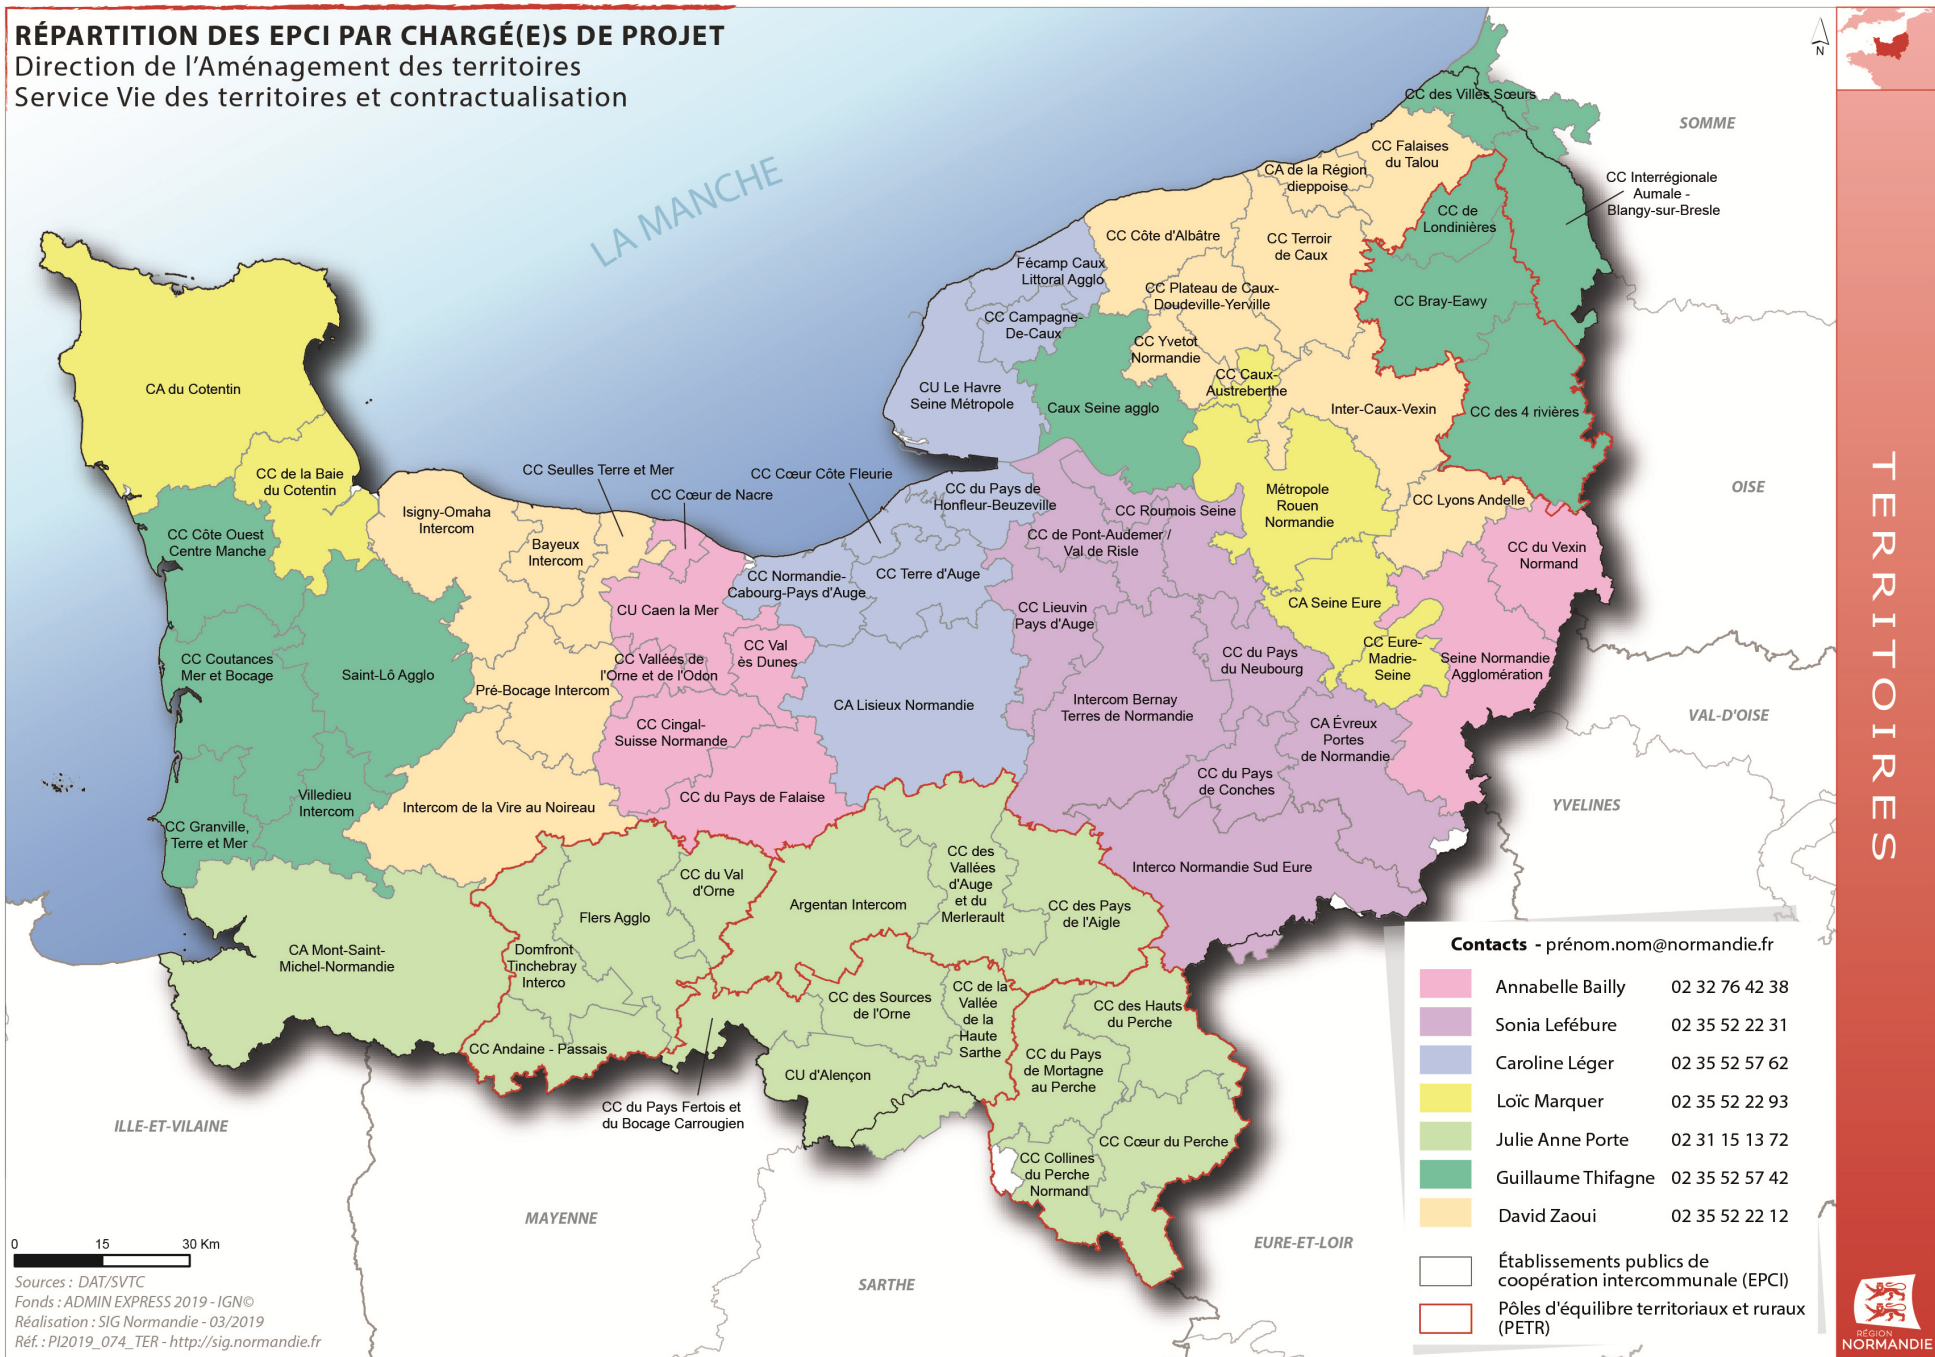 RÉPARTITION DES EPCI PAR CHARGÉ(E)S DE PROJET
Direction de l'Aménagement des territoires
Service Vie des territoires et contractualisation
N
LA MANCHE
CC des Villes Sœurs
SOMME
CC Falaises
du Talou
CA de la Région
dieppoise
CC Interrégionale
Aumale -
Blangy-sur-Bresle
CC de
Londinières
CC Côte d'Albâtre
CC Terroir
de Caux
Fécamp Caux
Littoral Agglo
CC Plateau de Caux-
Doudeville-Yerville
CC Bray-Eawy
CC Campagne-
De-Caux
CC Yvetot
Normandie
CC Caux-
Austreberthe
CU Le Havre
Seine Métropole
Caux Seine agglo
Inter-Caux-Vexin
CC des 4 rivières
CA du Cotentin
CC de la Baie
du Cotentin
CC Seulles Terre et Mer
CC Cœur de Nacre
CC Cœur Côte Fleurie
CC du Pays de
Honfleur-Beuzeville
CC Roumois Seine
Métropole
Rouen
Normandie
CC Lyons Andelle
OISE
Isigny-Omaha
Intercom
Bayeux
Intercom
CC Côte Ouest
Centre Manche
CC de Pont-Audemer /
Val de Risle
CC du Vexin
Normand
CC Normandie-
Cabourg-Pays d'Auge
CC Terre d'Auge
CU Caen la Mer
CC Lieuvin
Pays d'Auge
CA Seine Eure
CC Val
ès Dunes
CC Vallées de
l'Orne et de l'Odon
CC du Pays
du Neubourg
CC Eure-
Madrie-
Seine
Seine Normandie
Agglomération
CC Coutances
Mer et Bocage
Saint-Lô Agglo
Pré-Bocage Intercom
CA Lisieux Normandie
Intercom Bernay
Terres de Normandie
CC Cingal-
Suisse Normande
CA Évreux
Portes
de Normandie
VAL-D'OISE
CC du Pays
de Conches
CC du Pays de Falaise
Villedieu
Intercom
Intercom de la Vire au Noireau
YVELINES
CC Granville,
Terre et Mer
Interco Normandie Sud Eure
CC du Val
d'Orne
CC des
Vallées
d'Auge
et du
Merlerault
Argentan Intercom
Flers Agglo
CC des Pays
de l'Aigle
CA Mont-Saint-
Michel-Normandie
Domfront
Tinchebray
Interco
CC des Sources
de l'Orne
CC de la
Vallée
de la
Haute
Sarthe
CC des Hauts
du Perche
CC Andaine - Passais
CU d'Alençon
CC du Pays
de Mortagne
au Perche
CC du Pays Fertois et
du Bocage Carrougien
CC Cœur du Perche
CC Collines
du Perche
Normand
ILLE-ET-VILAINE
MAYENNE
SARTHE
EURE-ET-LOIR
Contacts - prénom.nom@normandie.fr
Annabelle Bailly 02 32 76 42 38
Sonia Lefébure 02 35 52 22 31
Caroline Léger 02 35 52 57 62
Loïc Marquer 02 35 52 22 93
Julie Anne Porte 02 31 15 13 72
Guillaume Thifagne 02 35 52 57 42
David Zaoui 02 35 52 22 12
Établissements publics de
coopération intercommunale (EPCI)
Pôles d'équilibre territoriaux et ruraux
(PETR)
0 15 30 Km
Sources : DAT/SVTC
Fonds : ADMIN EXPRESS 2019 - IGN©
Réalisation : SIG Normandie - 03/2019
Réf. : PI2019_074_TER - http://sig.normandie.fr
TERRITOIRES
RÉGION
NORMANDIE